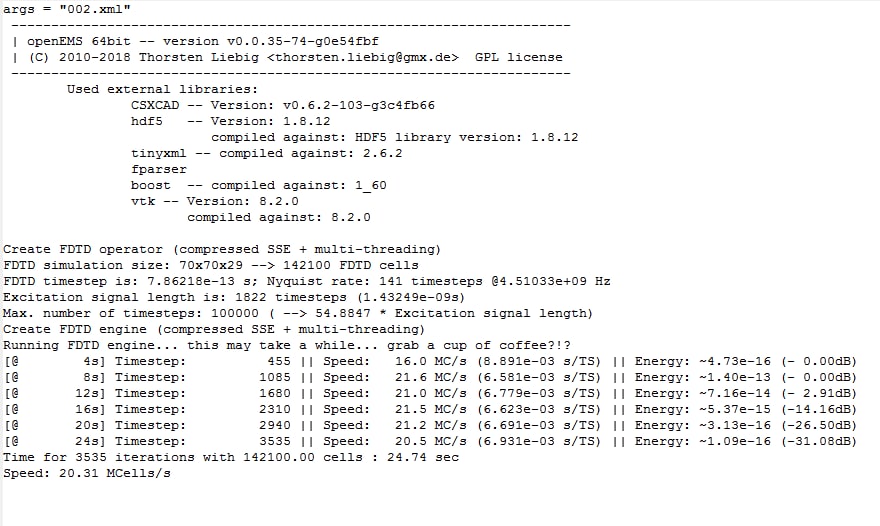 args = "002.xml"
----------------------------------------------------------------------
| openEMS 64bit -- version v0.0.35-74-g0e54fbf
| (C) 2010-2018 Thorsten Liebig <thorsten.liebig@gmx.de>  GPL license
----------------------------------------------------------------------
Used external libraries:
CSXCAD -- Version: v0.6.2-103-g3c4fb66
hdf5   -- Version: 1.8.12
compiled against: HDF5 library version: 1.8.12
tinyxml -- compiled against: 2.6.2
fparser
boost  -- compiled against: 1_60
vtk -- Version: 8.2.0
compiled against: 8.2.0
Create FDTD operator (compressed SSE + multi-threading)
FDTD simulation size: 70x70x29 --> 142100 FDTD cells
FDTD timestep is: 7.86218e-13 s; Nyquist rate: 141 timesteps @4.51033e+09 Hz
Excitation signal length is: 1822 timesteps (1.43249e-09s)
Max. number of timesteps: 100000 ( --> 54.8847 * Excitation signal length)
Create FDTD engine (compressed SSE + multi-threading)
Running FDTD engine... this may take a while... grab a cup of coffee?!?
[@        4s] Timestep:          455 || Speed:   16.0 MC/s (8.891e-03 s/TS) || Energy: ~4.73e-16 (- 0.00dB)
[@        8s] Timestep:         1085 || Speed:   21.6 MC/s (6.581e-03 s/TS) || Energy: ~1.40e-13 (- 0.00dB)
[@       12s] Timestep:         1680 || Speed:   21.0 MC/s (6.779e-03 s/TS) || Energy: ~7.16e-14 (- 2.91dB)
[@       16s] Timestep:         2310 || Speed:   21.5 MC/s (6.623e-03 s/TS) || Energy: ~5.37e-15 (-14.16dB)
[@       20s] Timestep:         2940 || Speed:   21.2 MC/s (6.691e-03 s/TS) || Energy: ~3.13e-16 (-26.50dB)
[@       24s] Timestep:         3535 || Speed:   20.5 MC/s (6.931e-03 s/TS) || Energy: ~1.09e-16 (-31.08dB)
Time for 3535 iterations with 142100.00 cells : 24.74 sec
Speed: 20.31 MCells/s